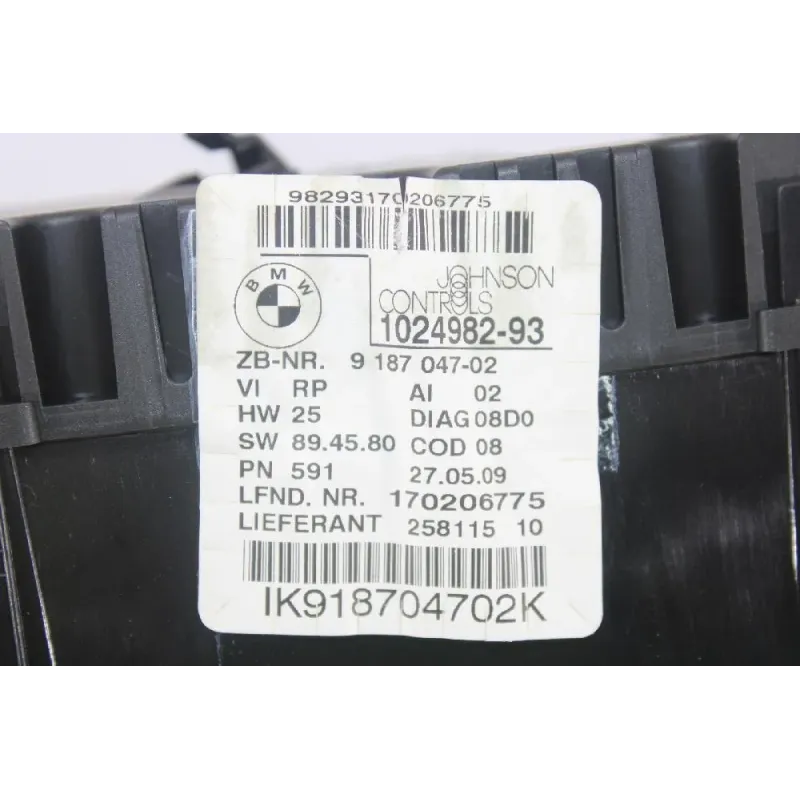 98293170206775
BMW
JOHNSON
CONTROLS
1024982-93
ZB-NR. 9 187 047-02
VI RP AI 02
HW 25 DIAG 08D0
SW 89.45.80 COD 08
PN 591 27.05.09
LFND. NR. 170206775
LIEFERANT 258115 10
IK918704702K